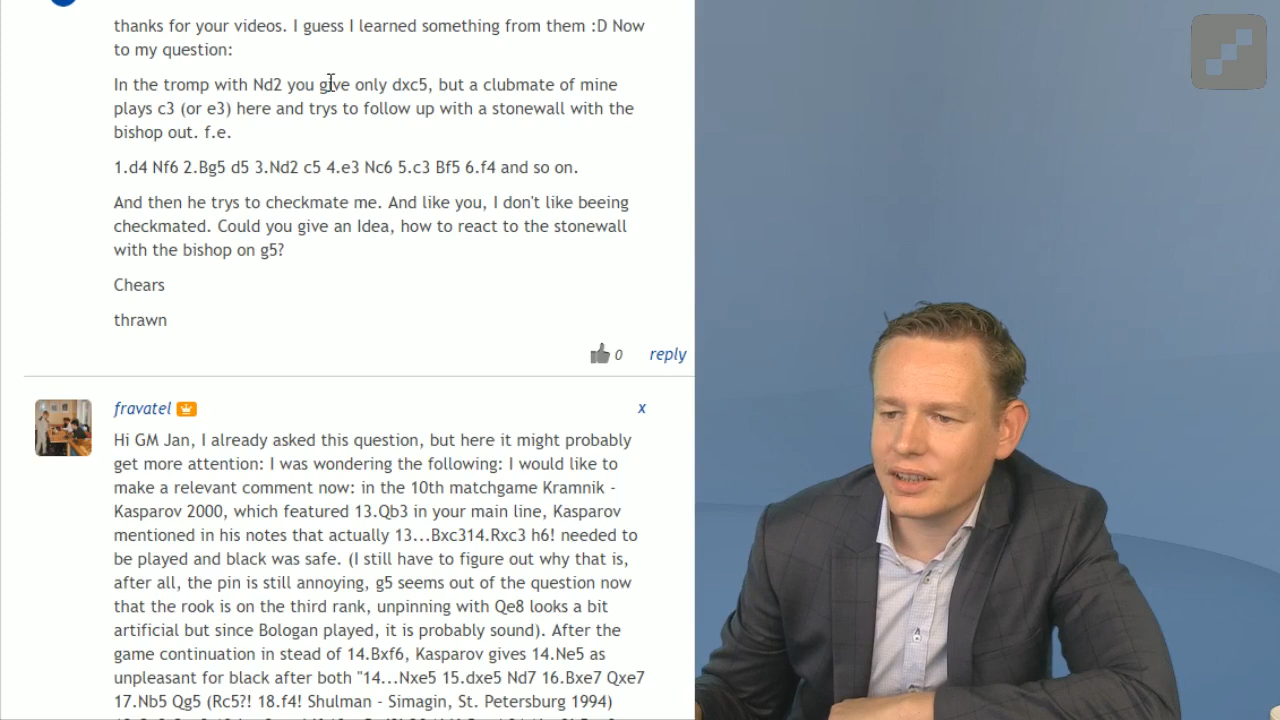 thanks for your videos. I guess I learned something from them :D Now
to my question:
In the tromp with Nd2 you give only dxc5, but a clubmate of mine
plays c3 (or e3) here and trys to follow up with a stonewall with the
bishop out. f.e.
1.d4 Nf6 2.Bg5 d5 3.Nd2 c5 4.e3 Nc6 5.c3 Bf5 6.f4 and so on.
And then he trys to checkmate me. And like you, I don't like beeing
checkmated. Could you give an Idea, how to react to the stonewall
with the bishop on g5?
Chears
thrawn
0 reply
fravatel x
Hi GM Jan, I already asked this question, but here it might probably
get more attention: I was wondering the following: I would like to
make a relevant comment now: in the 10th matchgame Kramnik -
Kasparov 2000, which featured 13.Qb3 in your main line, Kasparov
mentioned in his notes that actually 13...Bxc314.Rxc3 h6! needed to
be played and black was safe. (I still have to figure out why that is,
after all, the pin is still annoying, g5 seems out of the question now
that the rook is on the third rank, unpinning with Qe8 looks a bit
artificial but since Bologan played, it is probably sound). After the
game continuation in stead of 14.Bxf6, Kasparov gives 14.Ne5 as
unpleasant for black after both "14...Nxe5 15.dxe5 Nd7 16.Bxe7 Qxe7
17.Nb5 Qg5 (Rc5?! 18.f4! Shulman - Simagin, St. Petersburg 1994)